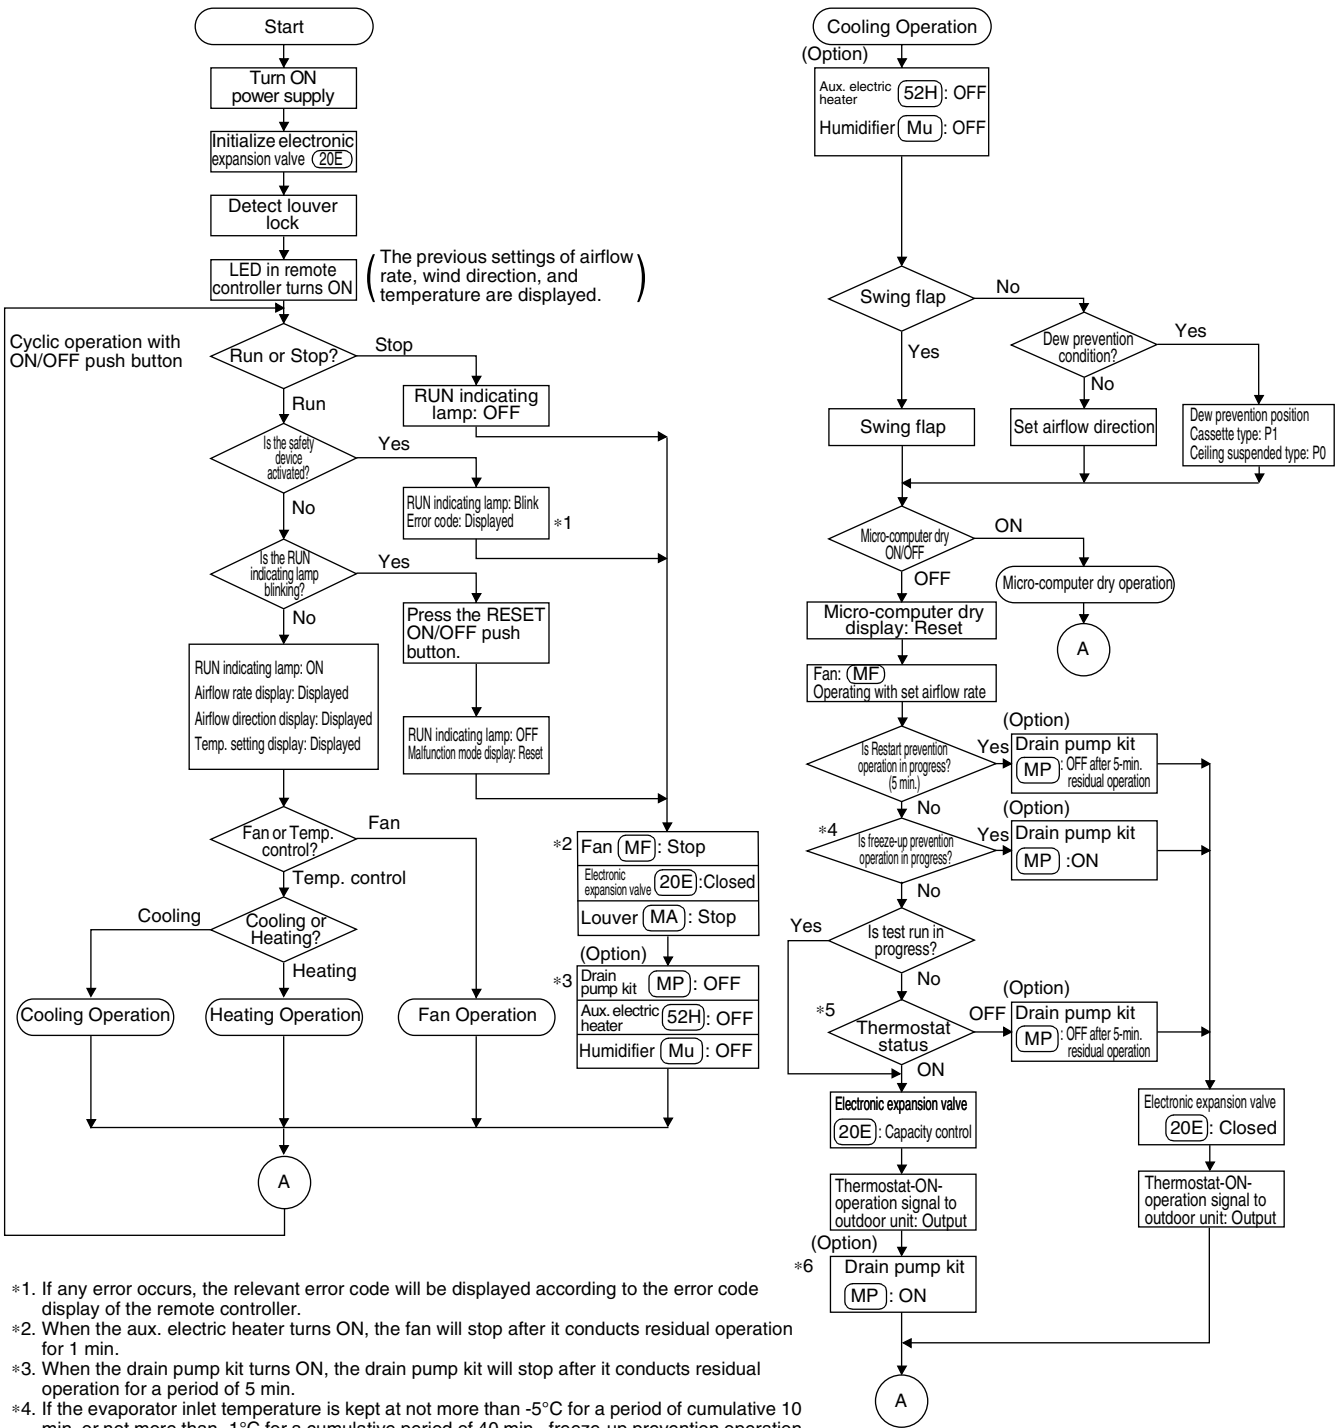 Start
Turn ON
power supply
Initialize electronic
expansion valve 20E
Detect louver
lock
LED in remote
controller turns ON
The previous settings of airflow
rate, wind direction, and
temperature are displayed.
Cyclic operation with
ON/OFF push button
Run or Stop?
Stop
RUN indicating
lamp: OFF
Run
Is the safety
device
activated?
Yes
RUN indicating lamp: Blink
Error code: Displayed
*1
No
Is the RUN
indicating lamp
blinking?
Yes
Press the RESET
ON/OFF push
button.
No
RUN indicating lamp: ON
Airflow rate display: Displayed
Airflow direction display: Displayed
Temp. setting display: Displayed
RUN indicating lamp: OFF
Malfunction mode display: Reset
Fan or Temp.
control?
Fan
Temp. control
Cooling or
Heating?
Cooling
Heating
Cooling Operation
Heating Operation
Fan Operation
*2 Fan MF: Stop
Electronic
expansion valve 20E:Closed
Louver MA: Stop
(Option)
*3 Drain
pump kit MP: OFF
Aux. electric
heater 52H: OFF
Humidifier Mu: OFF
A
Cooling Operation
(Option)
Aux. electric
heater 52H: OFF
Humidifier Mu: OFF
Swing flap
No
Yes
Dew prevention
condition?
Yes
No
Swing flap
Set airflow direction
Dew prevention position
Cassette type: P1
Ceiling suspended type: P0
Micro-computer dry
ON/OFF
ON
OFF
Micro-computer dry operation
A
Micro-computer dry
display: Reset
Fan: MF
Operating with set airflow rate
Is Restart prevention
operation in progress?
(5 min.)
Yes
(Option)
Drain pump kit
MP: OFF after 5-min.
residual operation
No
*4
Is freeze-up prevention
operation in progress?
Yes
(Option)
Drain pump kit
MP :ON
No
Is test run in
progress?
Yes
No
*5
Thermostat
status
OFF
(Option)
Drain pump kit
MP: OFF after 5-min.
residual operation
ON
Electronic expansion valve
20E: Capacity control
Electronic expansion valve
20E: Closed
Thermostat-ON-
operation signal to
outdoor unit: Output
Thermostat-ON-
operation signal to
outdoor unit: Output
(Option)
*6 Drain pump kit
MP: ON
A
*1. If any error occurs, the relevant error code will be displayed according to the error code
display of the remote controller.
*2. When the aux. electric heater turns ON, the fan will stop after it conducts residual operation
for 1 min.
*3. When the drain pump kit turns ON, the drain pump kit will stop after it conducts residual
operation for a period of 5 min.
*4. If the evaporator inlet temperature is kept at not more than -5°C for a period of cumulative 10
min. or not more than -1°C for a cumulative period of 40 min., freeze-up prevention operation